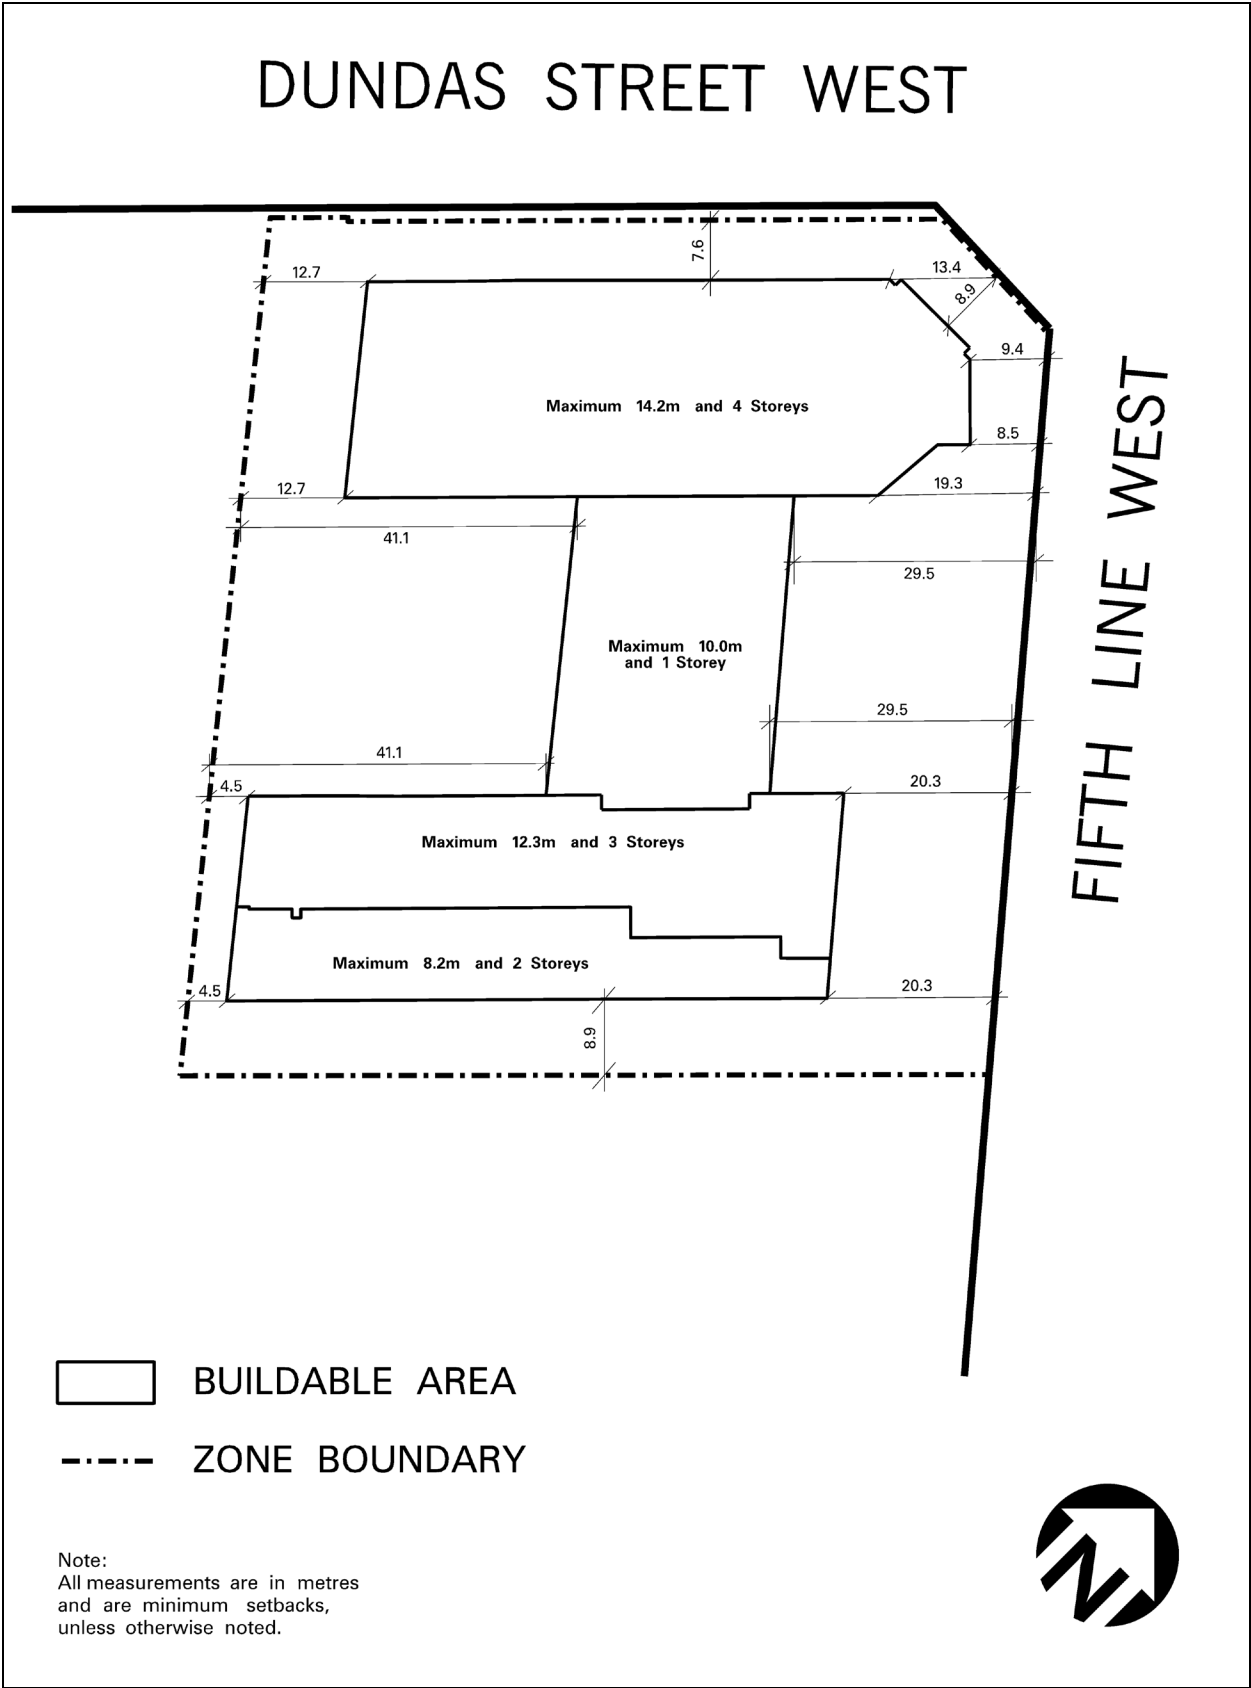 DUNDAS STREET WEST
7.6
12.7
13.4
8.9
9.4
FIFTH LINE WEST
Maximum 14.2m and 4 Storeys
8.5
12.7
19.3
41.1
29.5
Maximum 10.0m
and 1 Storey
29.5
41.1
4.5
20.3
Maximum 12.3m and 3 Storeys
Maximum 8.2m and 2 Storeys
4.5
20.3
8.9
BUILDABLE AREA
ZONE BOUNDARY
Note:
All measurements are in metres
and are minimum setbacks,
unless otherwise noted.
N